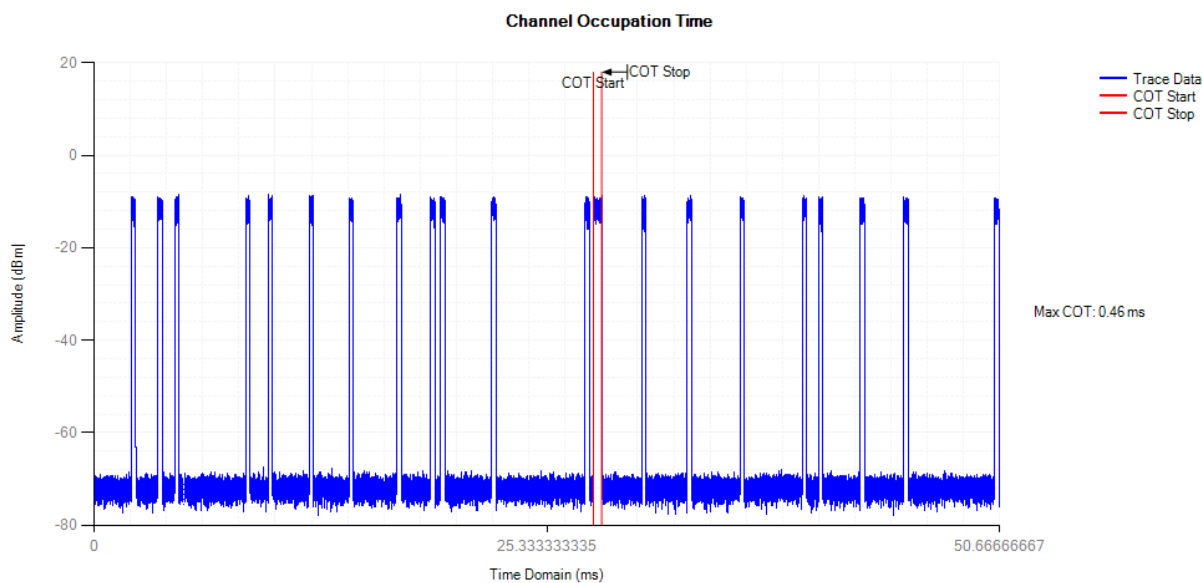 Channel Occupation Time
20
0
-20
-40
-60
-80
Amplitude (dBm)
COT Start
COT Stop
0
25.333333335
50.66666667
Time Domain (ms)
Trace Data
COT Start
COT Stop
Max COT: 0.46 ms